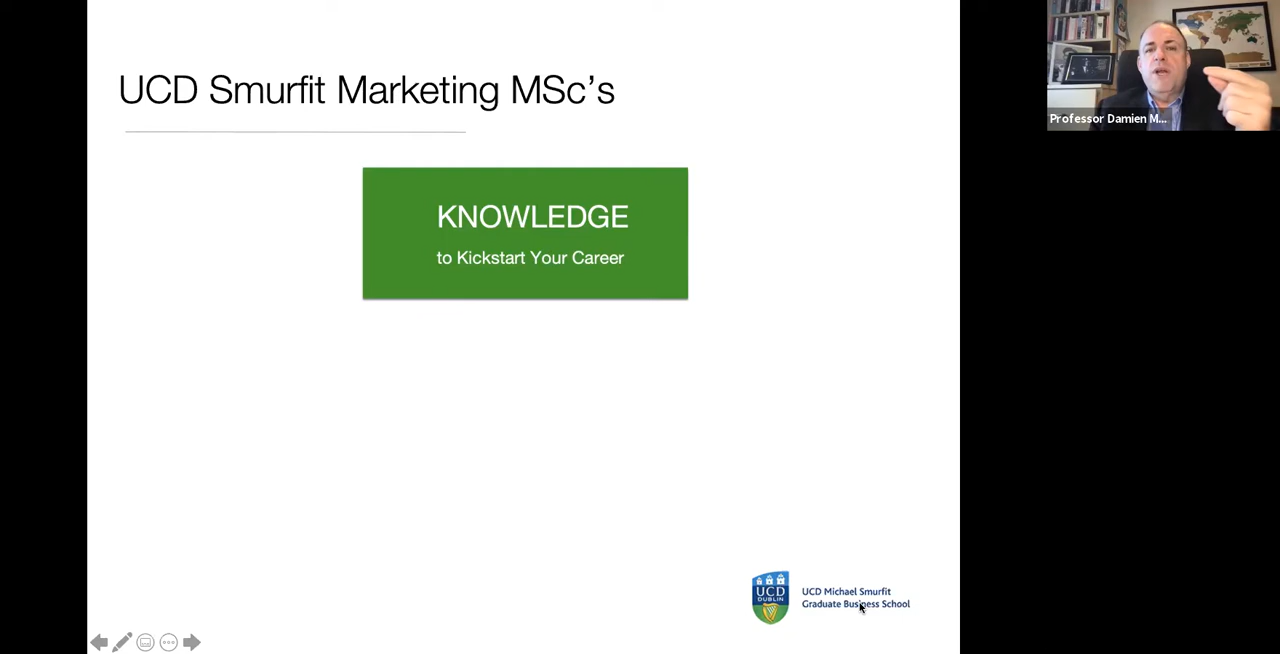 UCD Smurfit Marketing MSc's
KNOWLEDGE
to Kickstart Your Career
Professor Damien M...
UCD
DUBLIN
UCD Michael Smurfit
Graduate Business School